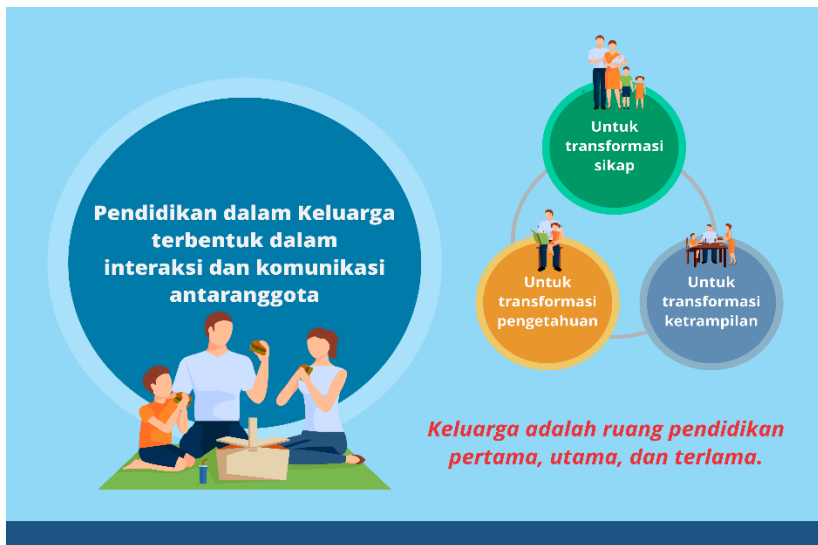 Pendidikan dalam Keluarga
terbentuk dalam
interaksi dan komunikasi
antaranggota
Untuk
transformasi
sikap
Untuk
transformasi
pengetahuan
Untuk
transformasi
ketrampilan
Keluarga adalah ruang pendidikan
pertama, utama, dan terlama.